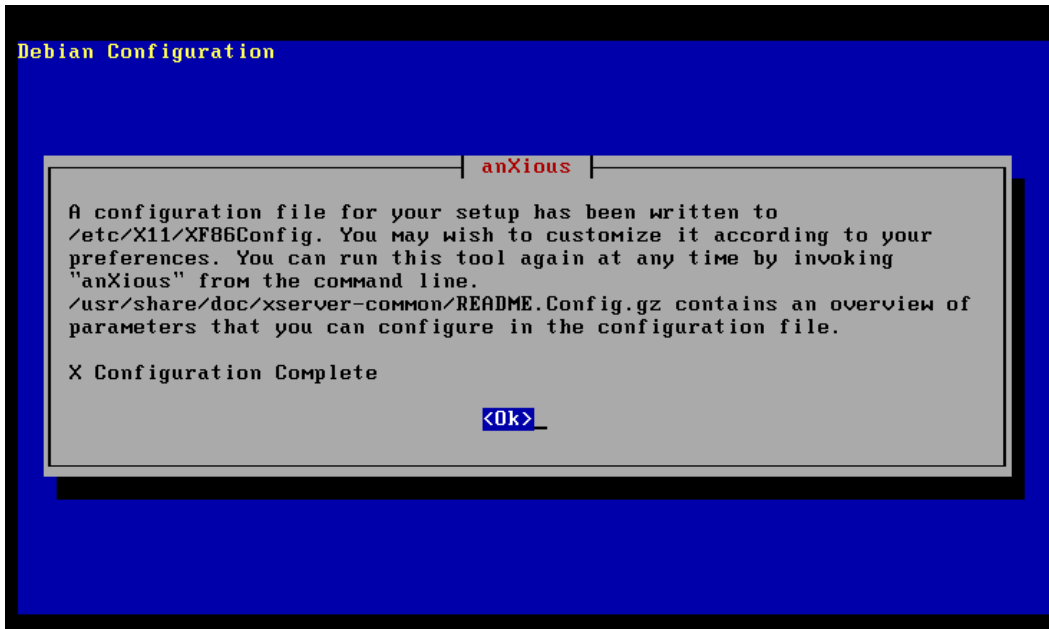 Debian Configuration
anXious
A configuration file for your setup has been written to
/etc/X11/XF86Config. You may wish to customize it according to your
preferences. You can run this tool again at any time by invoking
"anXious" from the command line.
/usr/share/doc/xserver-common/README.Config.gz contains an overview of
parameters that you can configure in the configuration file.
X Configuration Complete
<Ok>